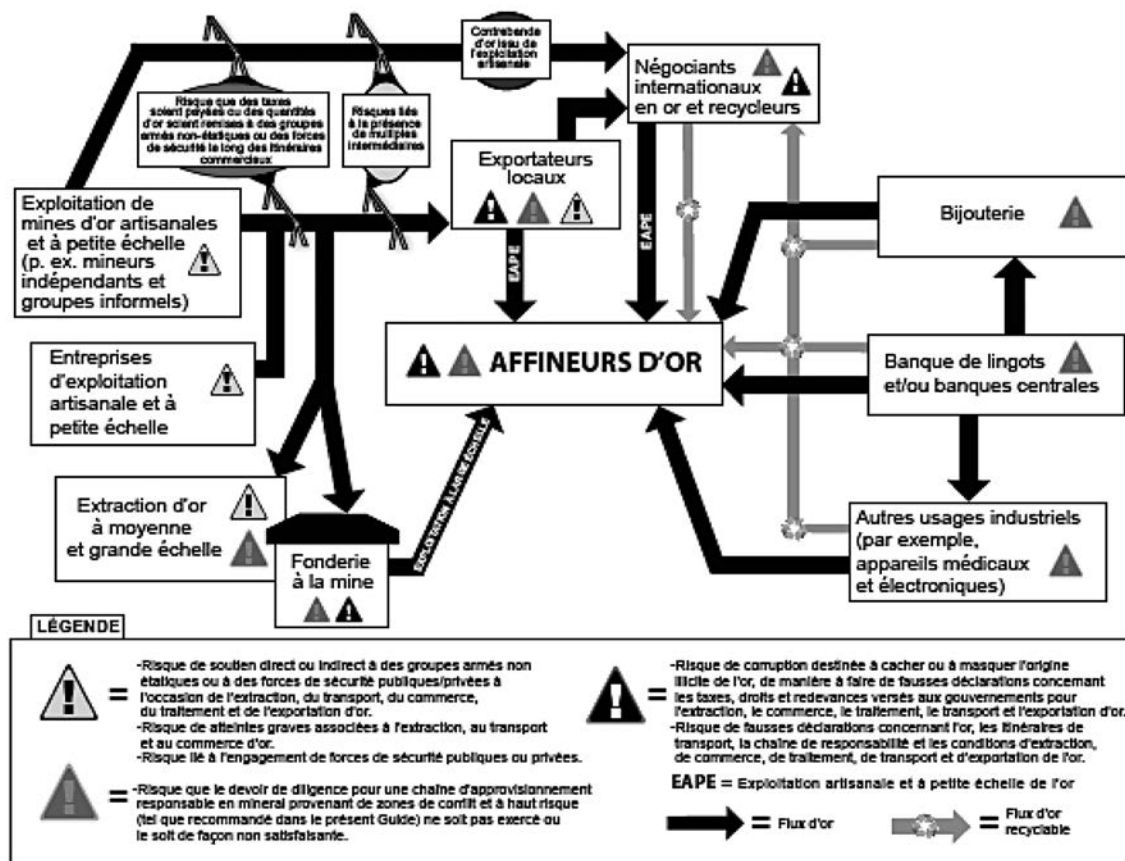 Contrebande
d'or issu de
l'exploitation
artisanale
Négociants
internationaux
en or et recycleurs
Risque que des taxes
soient payées ou des quantités
d'or soient remises à des groupes
armés non-étatiques ou des forces
de sécurité le long des itinéraires
commerciaux
Risques liés
à la présence
de multiples
intermédiaires
Exportateurs
locaux
Exploitation de
mines d'or artisanales
et à petite échelle
(p. ex. mineurs
indépendants et
groupes informels)
Bijouterie
EAPE
EAPE
Entreprises
d'exploitation
artisanale et à
petite échelle
AFFINEURS D'OR
Banque de lingots
et/ou banques centrales
EXPLOITATION À LARGE ÉCHELLE
Extraction d'or
à moyenne
et grande échelle
Fonderie
à la mine
Autres usages industriels
(par exemple,
appareils médicaux
et électroniques)
LÉGENDE
= -Risque de soutien direct ou indirect à des groupes armés non
étatiques ou à des forces de sécurité publiques/privées à
l'occasion de l'extraction, du transport, du commerce,
du traitement et de l'exportation d'or.
-Risque de atteintes graves associées à l'extraction, au transport
et au commerce d'or.
-Risque lié à l'engagement de forces de sécurité publiques ou privées.
= -Risque que le devoir de diligence pour une chaîne d'approvisionnement
responsable en mineral provenant de zones de conflit et à haut risque
(tel que recommandé dans le présent Guide) ne soit pas exercé ou
le soit de façon non satisfaisante.
= -Risque de corruption destinée à cacher ou à masquer l'origine
illicite de l'or, de manière à faire de fausses déclarations concernant
les taxes, droits et redevances versés aux gouvernements pour
l'extraction, le commerce, le traitement, le transport et l'exportation d'or.
-Risque de fausses déclarations concernant l'or, les itinéraires de
transport, la chaîne de responsabilité et les conditions d'extraction,
de commerce, de traitement, de transport et d'exportation de l'or.
EAPE = Exploitation artisanale et à petite échelle de l'or
= Flux d'or
= Flux d'or
recyclable